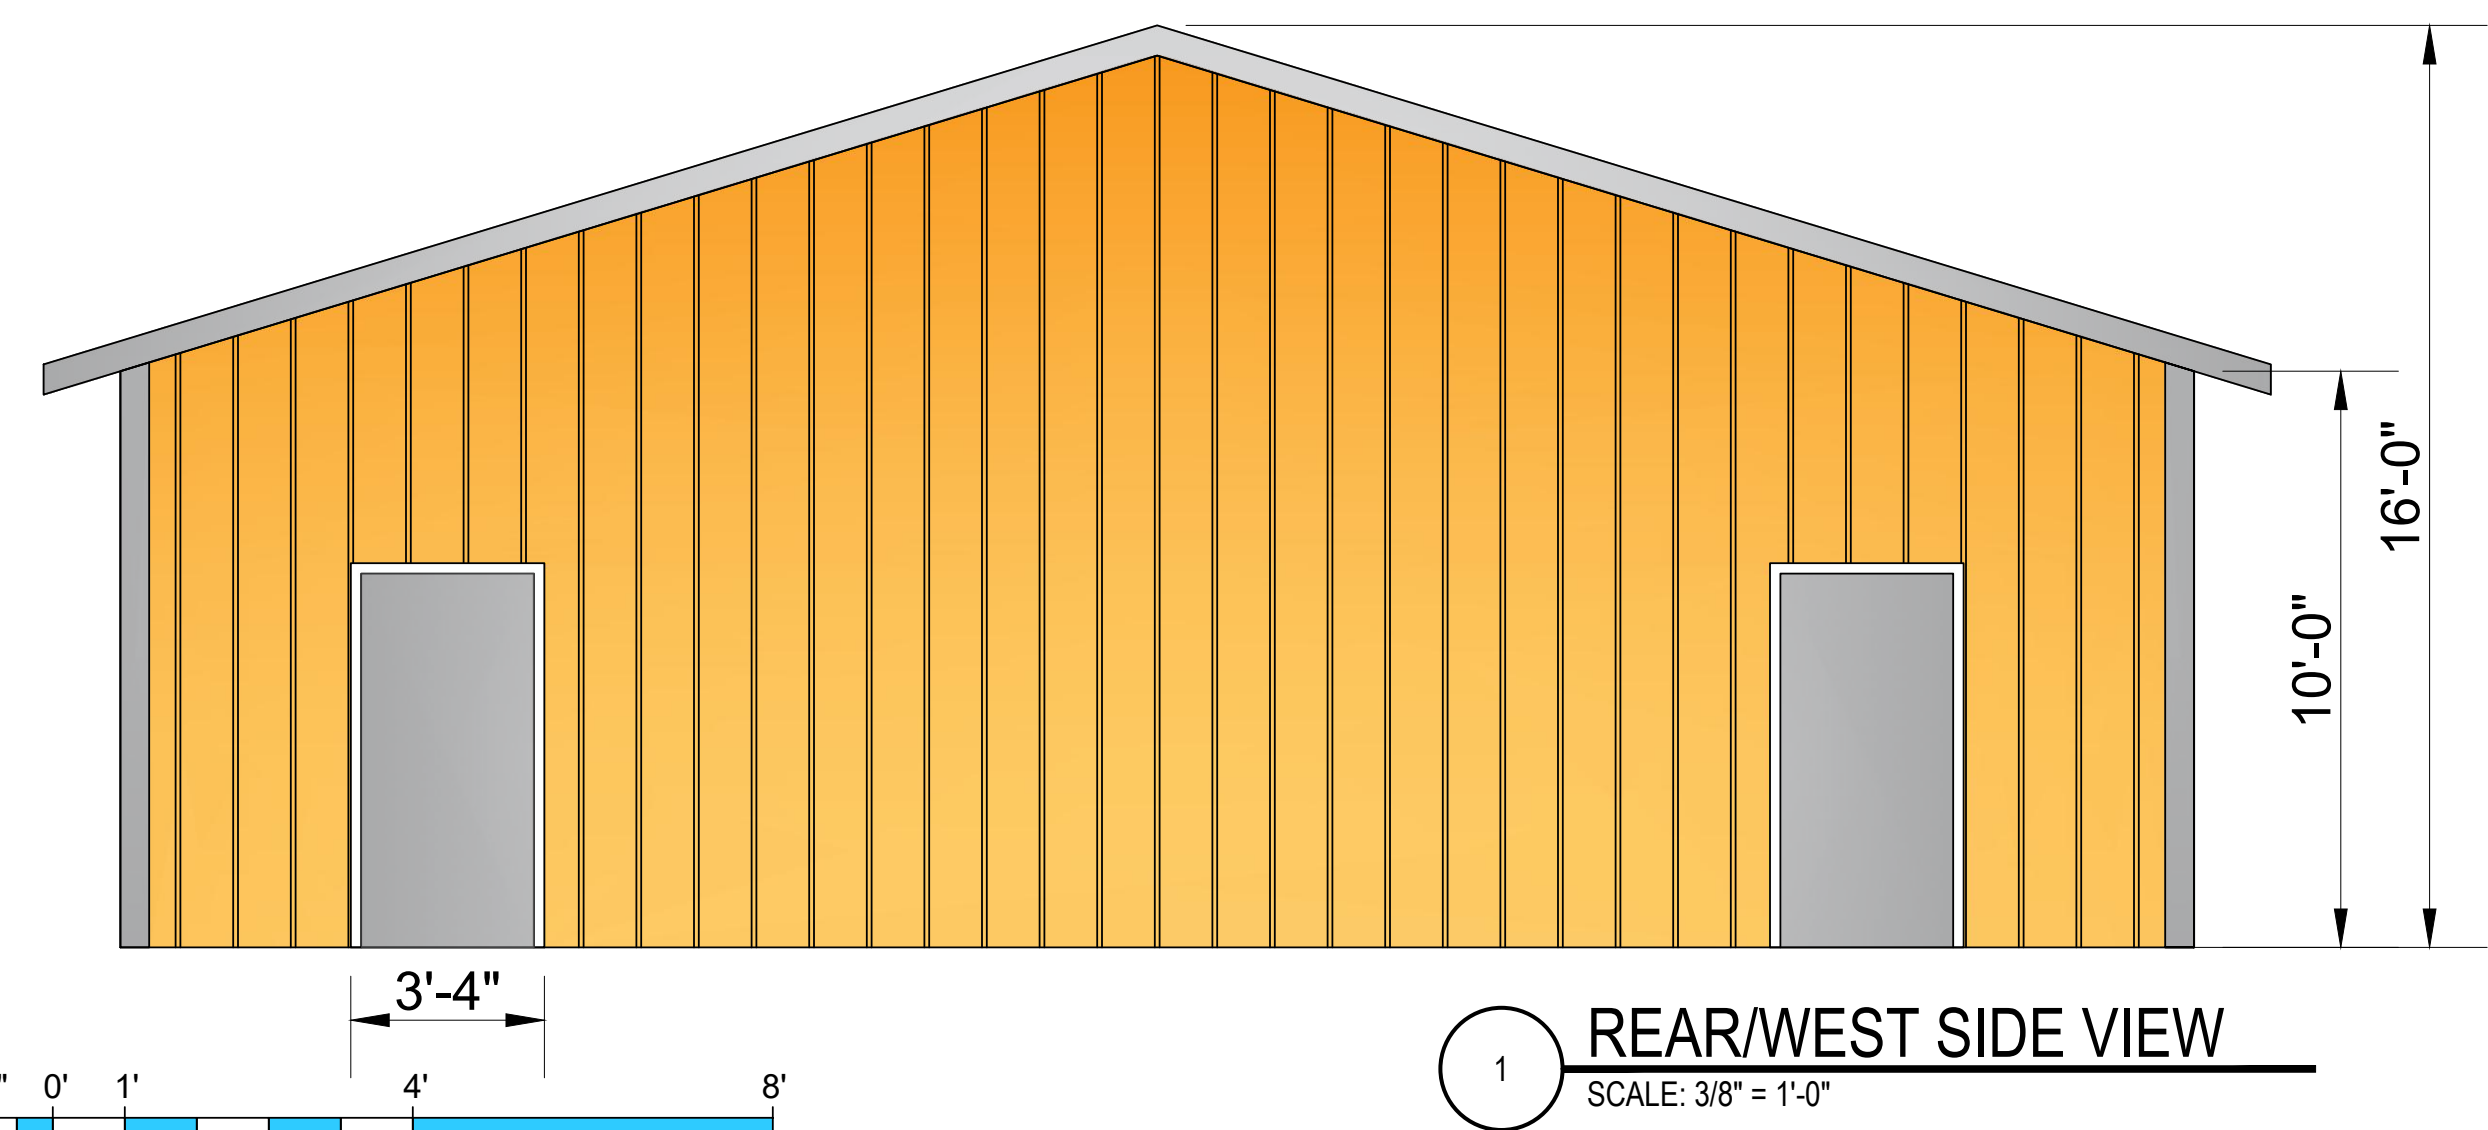 16'-0"
10'-0"
3'-4"
1 REAR/WEST SIDE VIEW
SCALE: 3/8" = 1'-0"
" 0' 1' 4' 8'